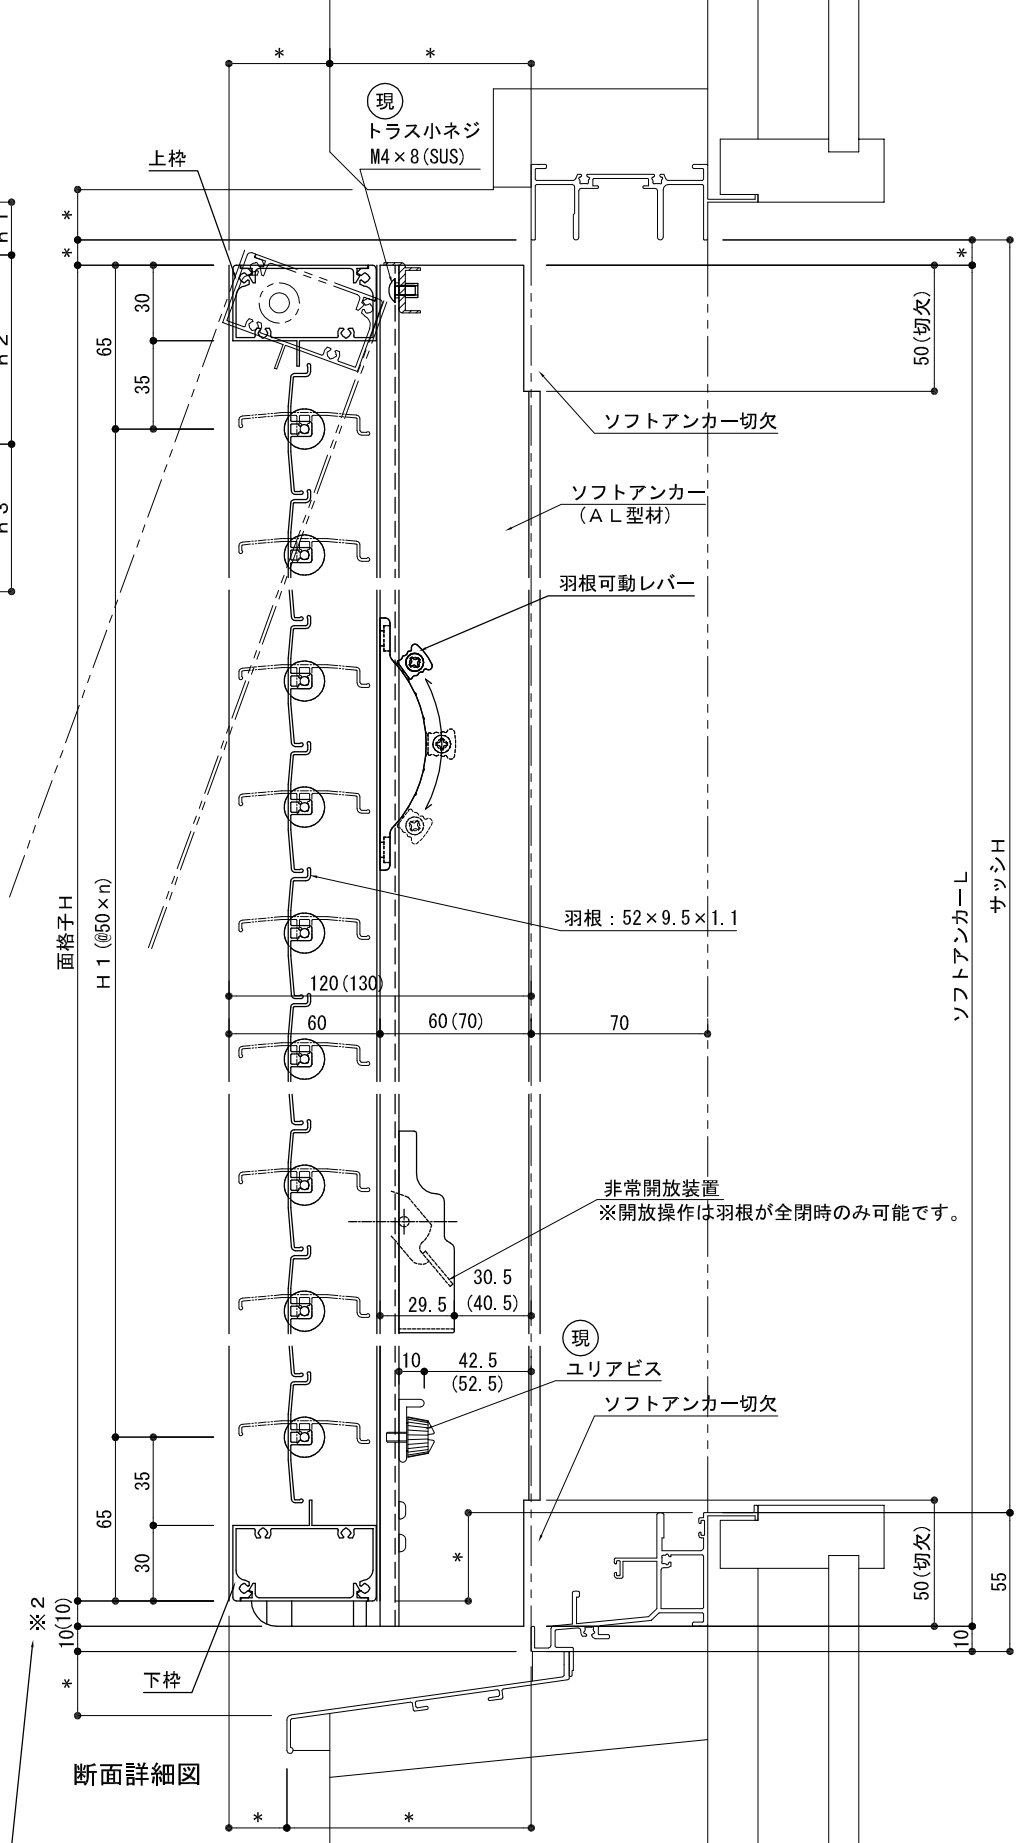 *
*
現
トラス小ネジ
M4×8(SUS)
上枠
*
*
*
h1
h2
h3
30
65
35
50(切欠)
ソフトアンカー切欠
ソフトアンカー
(AL型材)
羽根可動レバー
面格子H
H1(@50×n)
羽根:52×9.5×1.1
ソフトアンカーL
サッシH
120(130)
60
60(70)
70
非常開放装置
※開放操作は羽根が全閉時のみ可能です。
30.5
29.5
(40.5)
現
10
42.5
ユリアビス
(52.5)
ソフトアンカー切欠
35
65
30
*
50(切欠)
55
※2
10(10)
10
*
下枠
断面詳細図
*
*